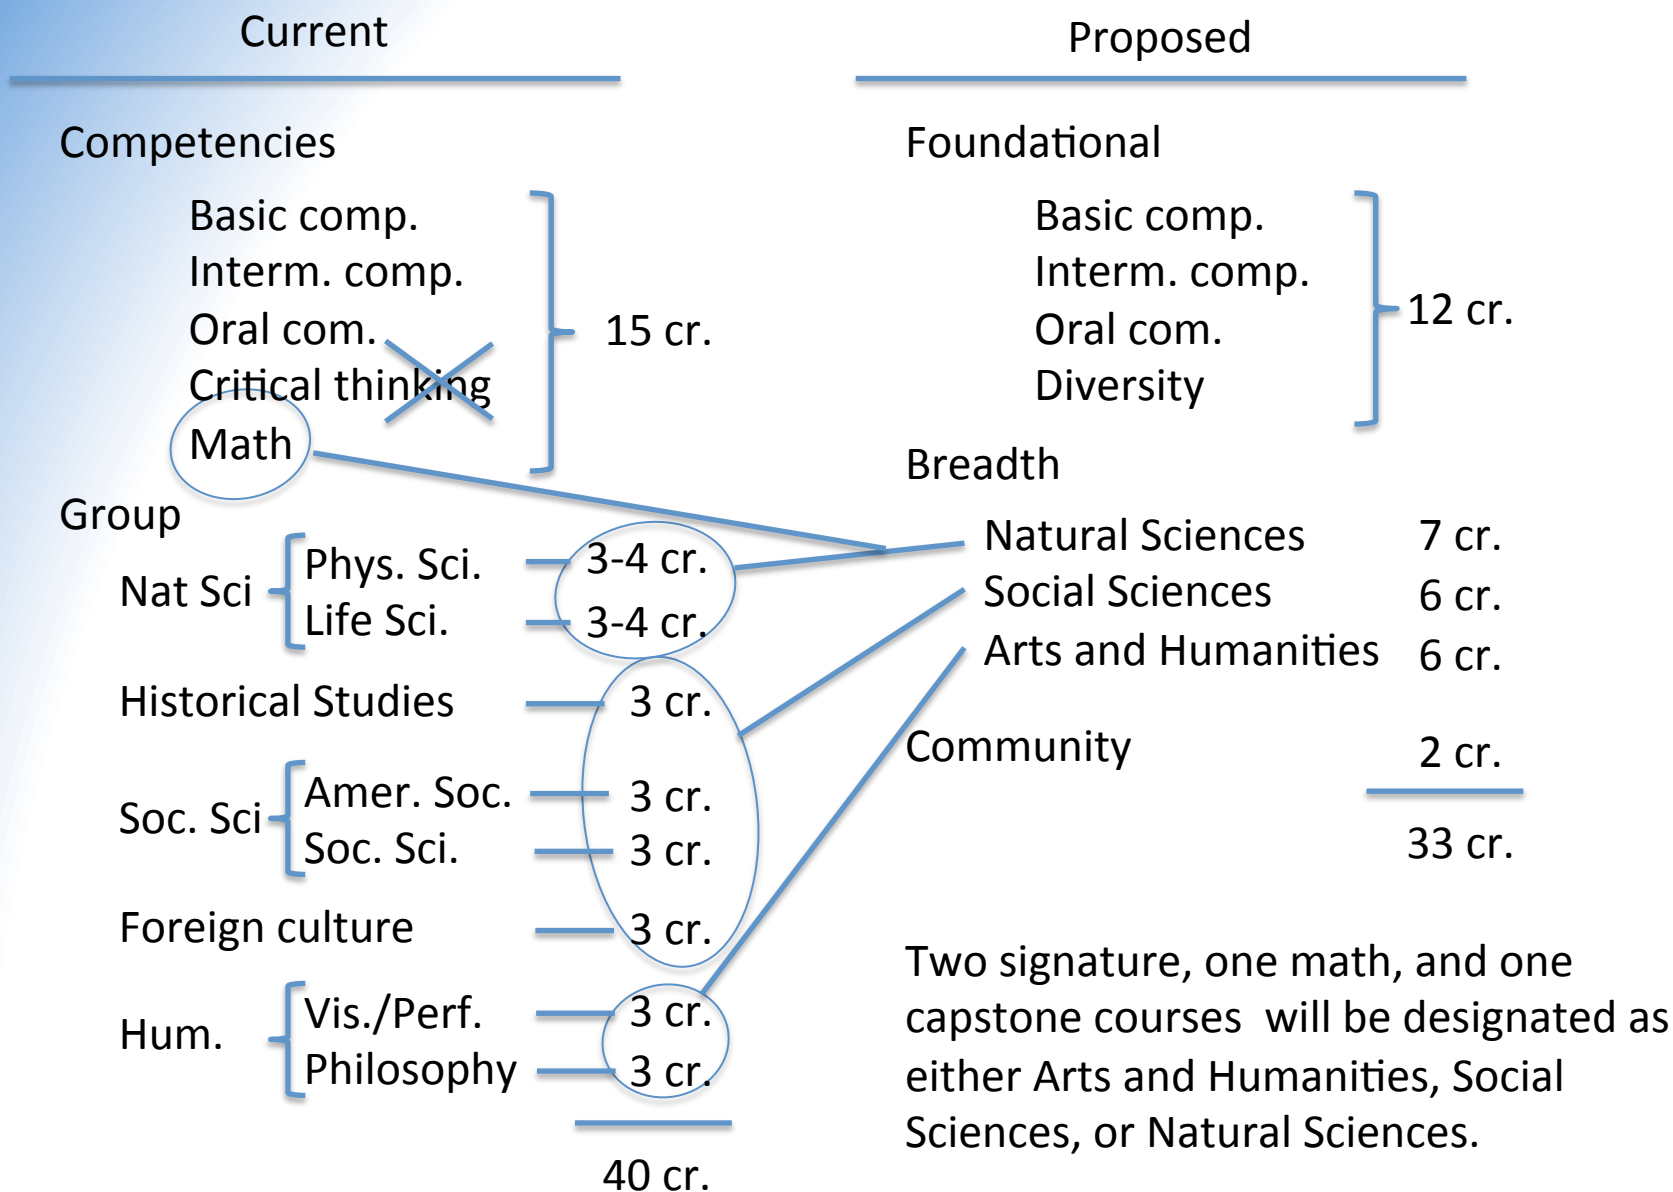 Current
Competencies
Basic comp.
Interm. comp.
Oral com.
Critical thinking
Math
15 cr.
Group
Nat Sci
Phys. Sci.
3-4 cr.
Life Sci.
3-4 cr.
Historical Studies
3 cr.
Soc. Sci
Amer. Soc.
3 cr.
Soc. Sci.
3 cr.
Foreign culture
3 cr.
Hum.
Vis./Perf.
3 cr.
Philosophy
3 cr.
40 cr.
Proposed
Foundational
Basic comp.
Interm. comp.
Oral com.
Diversity
12 cr.
Breadth
Natural Sciences 7 cr.
Social Sciences 6 cr.
Arts and Humanities 6 cr.
Community 2 cr.
33 cr.
Two signature, one math, and one
capstone courses will be designated as
either Arts and Humanities, Social
Sciences, or Natural Sciences.